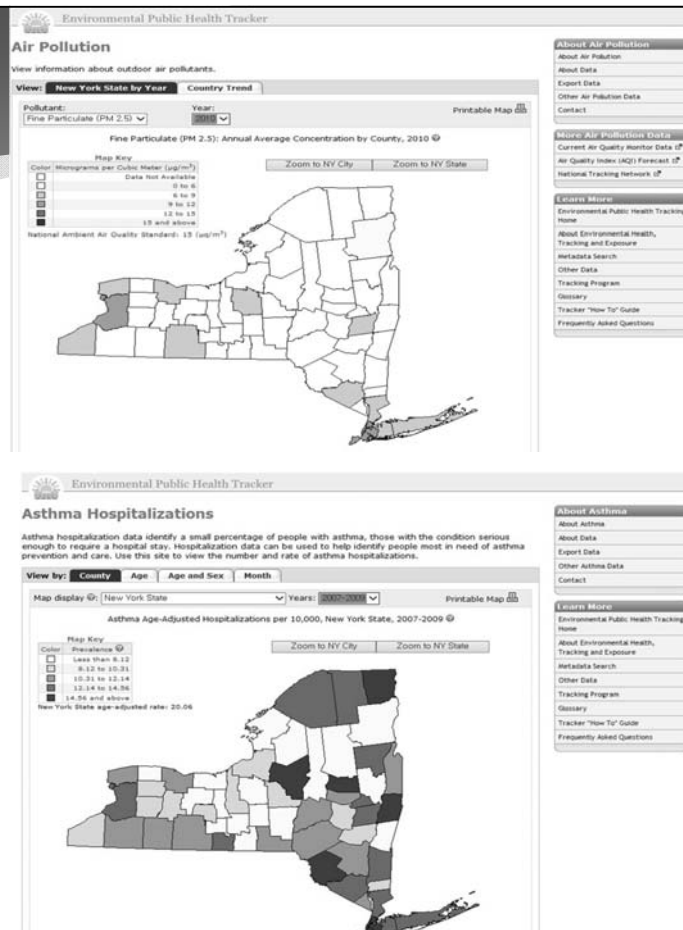 Environmental Public Health Tracker
Air Pollution
View information about outdoor air pollutants.
View: New York State by Year Country Trend
Pollutant: Year:
Fine Particulate (PM 2.5) 2010 Printable Map
Fine Particulate (PM 2.5): Annual Average Concentration by County, 2010
Map Key
Color Micrograms per Cubic Meter (µg/m³)
Data Not Available
0 to 6
6 to 9
9 to 12
12 to 15
15 and above
National Ambient Air Quality Standard: 15 (µg/m³)
Zoom to NY City Zoom to NY State
About Air Pollution
About Air Pollution
About Data
Export Data
Other Air Pollution Data
Contact
More Air Pollution Data
Current Air Quality Monitor Data
Air Quality Index (AQI) Forecast
National Tracking Network
Learn More
Environmental Public Health Tracking
Home
About Environmental Health,
Tracking and Exposure
Metadata Search
Other Data
Tracking Program
Glossary
Tracker "How To" Guide
Frequently Asked Questions
Environmental Public Health Tracker
Asthma Hospitalizations
Asthma hospitalization data identify a small percentage of people with asthma, those with the condition serious
enough to require a hospital stay. Hospitalization data can be used to help identify people most in need of asthma
prevention and care. Use this site to view the number and rate of asthma hospitalizations.
View by: County Age Age and Sex Month
Map display: New York State Years: 2007-2009 Printable Map
Asthma Age-Adjusted Hospitalizations per 10,000, New York State, 2007-2009
Map Key
Color Prevalence
Less than 8.12
8.12 to 10.31
10.31 to 12.14
12.14 to 14.56
14.56 and above
New York State age-adjusted rate: 20.06
Zoom to NY City Zoom to NY State
About Asthma
About Asthma
About Data
Export Data
Other Asthma Data
Contact
Learn More
Environmental Public Health Tracking
Home
About Environmental Health,
Tracking and Exposure
Metadata Search
Other Data
Tracking Program
Glossary
Tracker "How To" Guide
Frequently Asked Questions